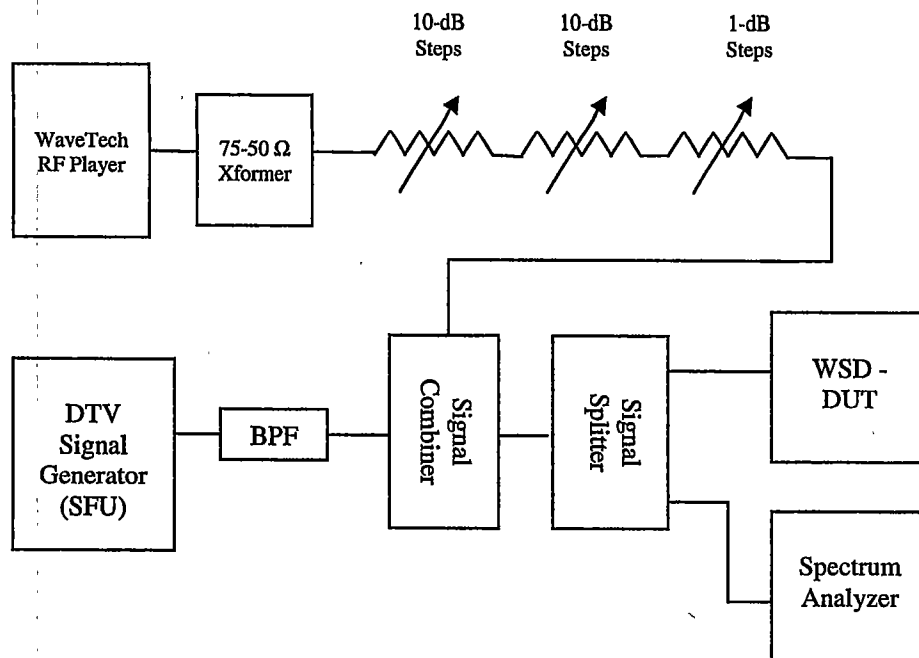 10-dB
Steps
10-dB
Steps
1-dB
Steps
WaveTech
RF Player
75-50 Ω
Xformer
DTV
Signal
Generator
(SFU)
BPF
Signal
Combiner
Signal
Splitter
WSD -
DUT
Spectrum
Analyzer